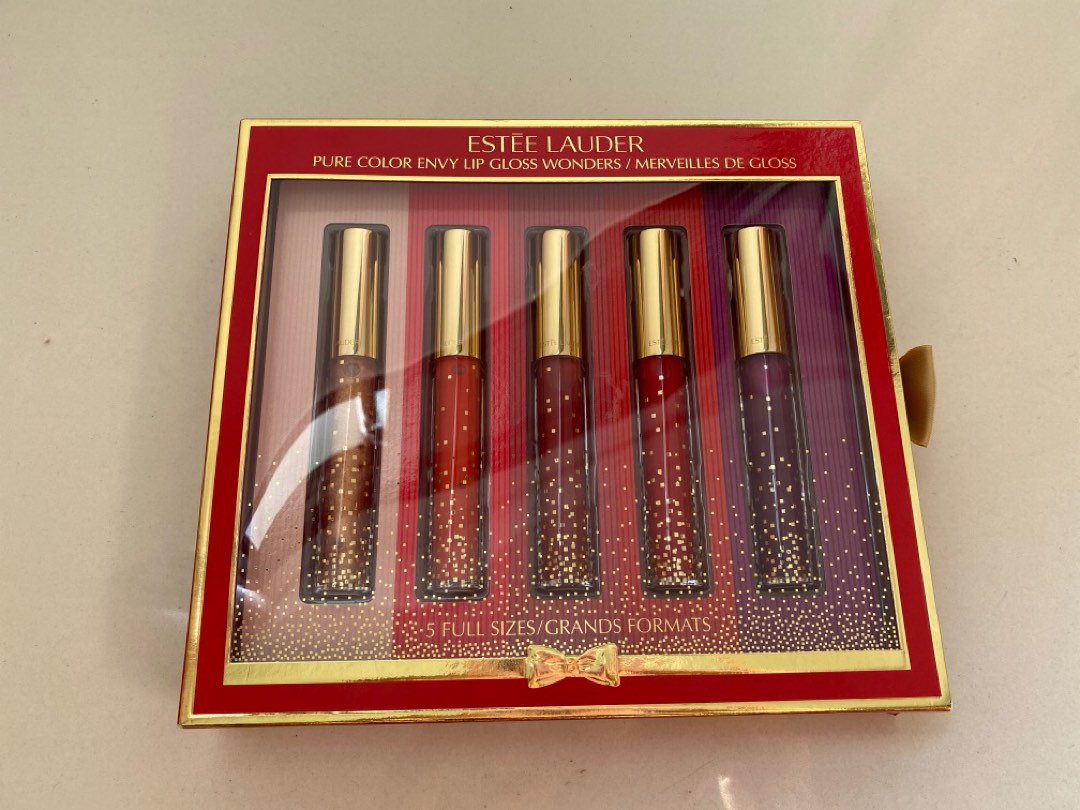 ESTĒE LAUDER
PURE COLOR ENVY LIP GLOSS WONDERS / MERVEILLES DE GLOSS
5 FULL SIZES/GRANDS FORMATS